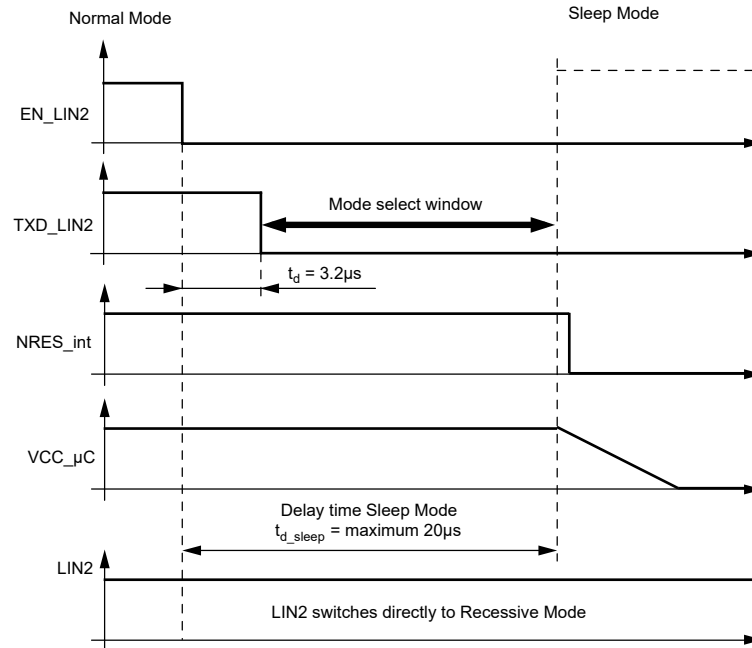 Normal Mode
Sleep Mode
EN_LIN2
TXD_LIN2
Mode select window
t_d = 3.2µs
NRES_int
VCC_µC
Delay time Sleep Mode
t_d_sleep = maximum 20µs
LIN2
LIN2 switches directly to Recessive Mode